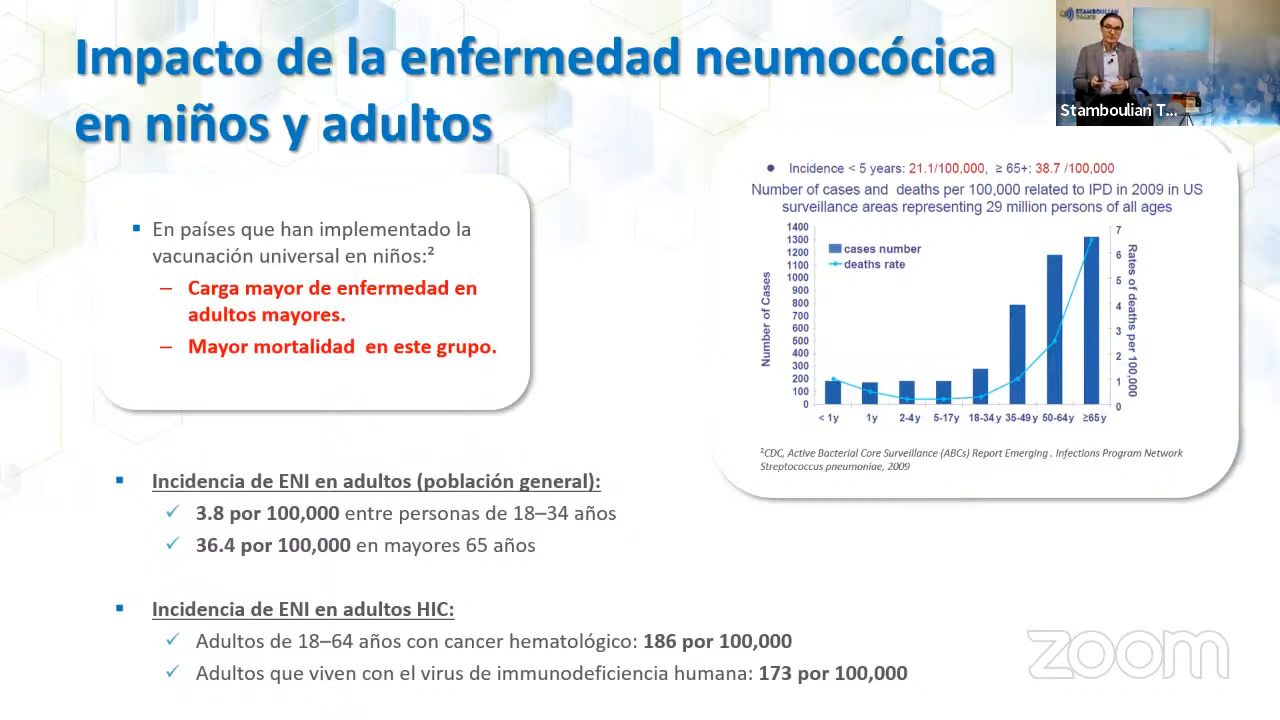 Impacto de la enfermedad neumocócica
en niños y adultos
STAMBOULIAN
TALKS
Stamboulian T...
En países que han implementado la
vacunación universal en niños:²
– Carga mayor de enfermedad en
adultos mayores.
– Mayor mortalidad en este grupo.
● Incidence < 5 years: 21.1/100,000, ≥ 65+: 38.7 /100,000
Number of cases and deaths per 100,000 related to IPD in 2009 in US
surveillance areas representing 29 million persons of all ages
Number of Cases
1400
1300
1200
1100
1000
900
800
700
600
500
400
300
200
100
0
cases number
deaths rate
7
6
5
4
3
2
1
0
Rates of deaths per 100,000
< 1y 1y 2-4 y 5-17y 18-34 y 35-49 y 50-64y ≥65 y
²CDC, Active Bacterial Core Surveillance (ABCs) Report Emerging . Infections Program Network
Streptococcus pneumoniae, 2009
Incidencia de ENI en adultos (población general):
✓ 3.8 por 100,000 entre personas de 18–34 años
✓ 36.4 por 100,000 en mayores 65 años
Incidencia de ENI en adultos HIC:
✓ Adultos de 18–64 años con cancer hematológico: 186 por 100,000
✓ Adultos que viven con el virus de immunodeficiencia humana: 173 por 100,000
zoom